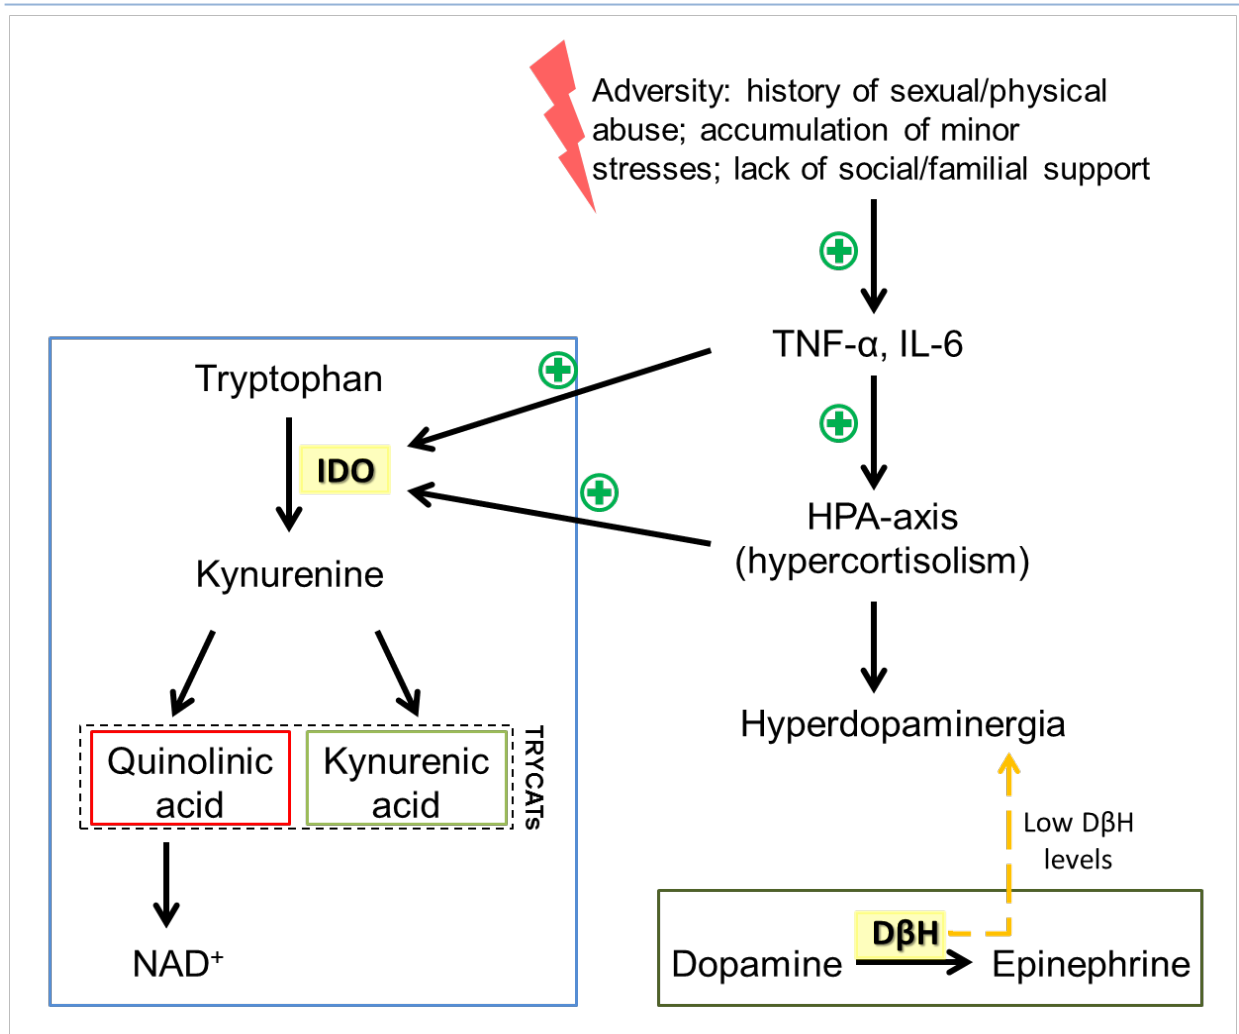 Adversity: history of sexual/physical
abuse; accumulation of minor
stresses; lack of social/familial support
TNF-α, IL-6
HPA-axis
(hypercortisolism)
Hyperdopaminergia
Low DβH
levels
DβH
Dopamine
Epinephrine
Tryptophan
IDO
Kynurenine
Quinolinic
acid
Kynurenic
acid
TRYCATs
NAD⁺